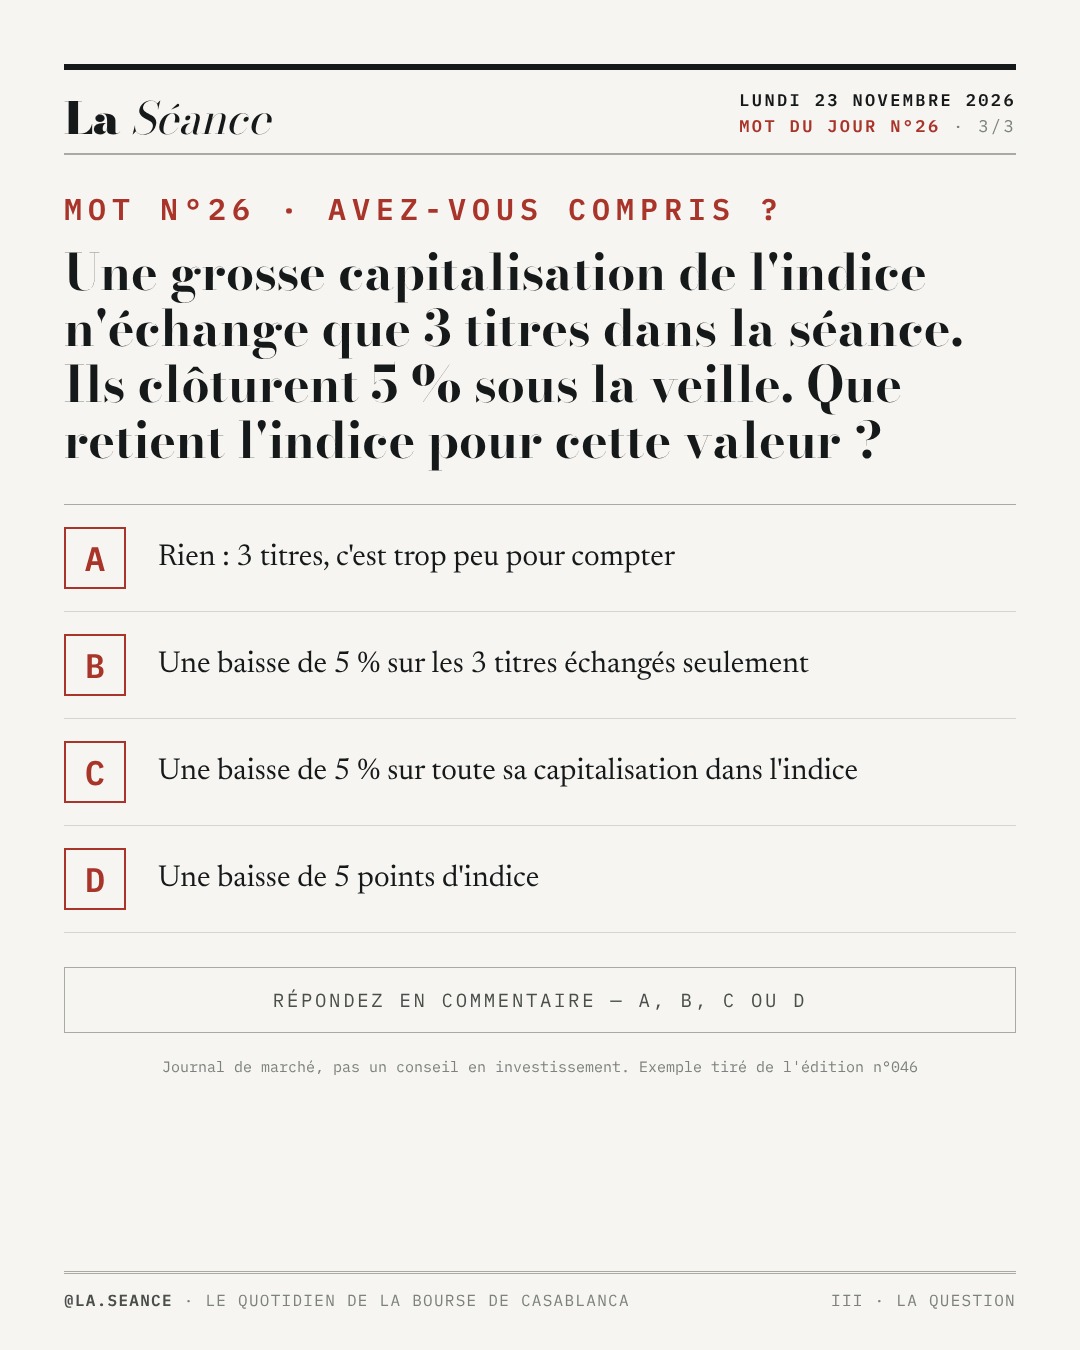 La Séance
LUNDI 23 NOVEMBRE 2026
MOT DU JOUR N°26 · 3/3
MOT N°26 · AVEZ-VOUS COMPRIS ?
Une grosse capitalisation de l'indice
n'échange que 3 titres dans la séance.
Ils clôturent 5 % sous la veille. Que
retient l'indice pour cette valeur ?
A Rien : 3 titres, c'est trop peu pour compter
B Une baisse de 5 % sur les 3 titres échangés seulement
C Une baisse de 5 % sur toute sa capitalisation dans l'indice
D Une baisse de 5 points d'indice
RÉPONDEZ EN COMMENTAIRE — A, B, C OU D
Journal de marché, pas un conseil en investissement. Exemple tiré de l'édition n°046
@LA.SEANCE · LE QUOTIDIEN DE LA BOURSE DE CASABLANCA
III · LA QUESTION